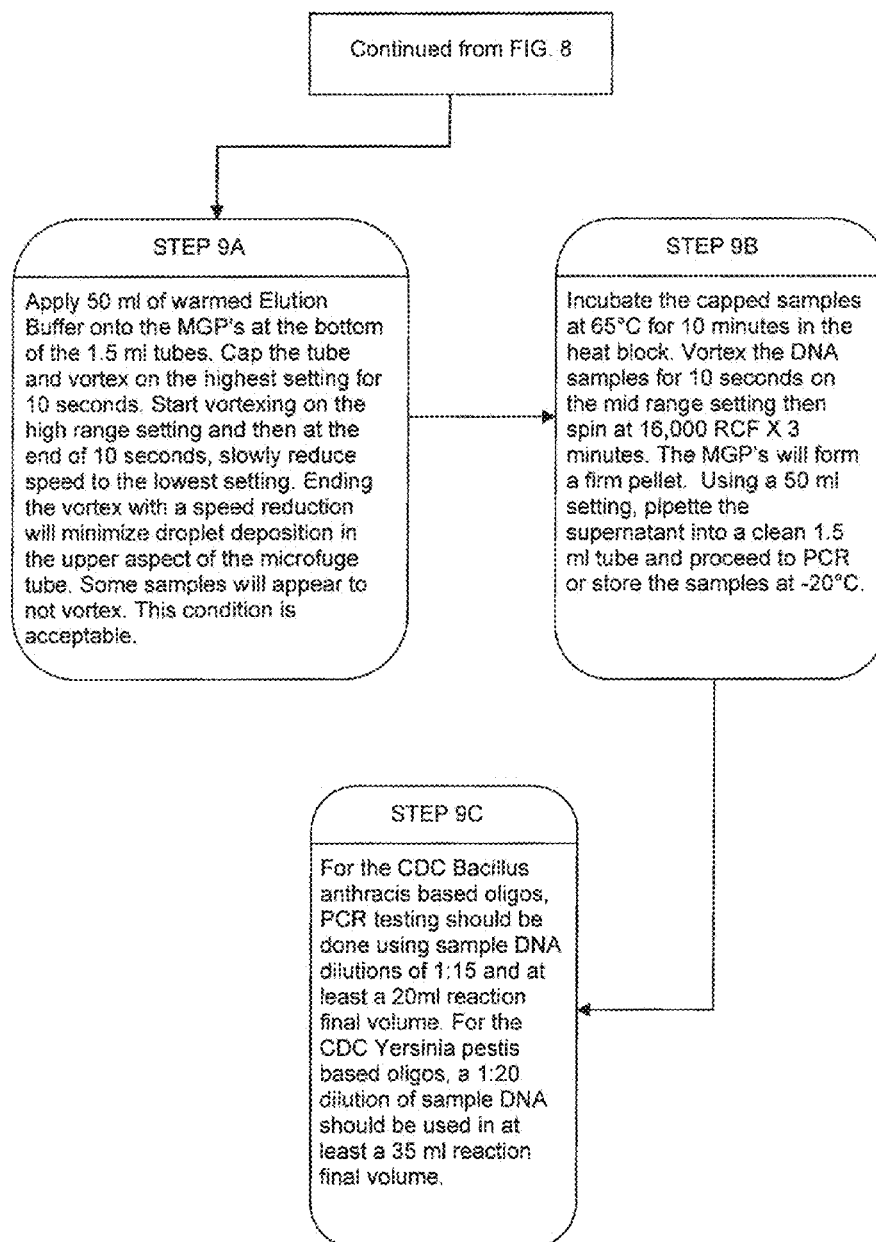 Continued from FIG. 8
STEP 9A
Apply 50 ml of warmed Elution
Buffer onto the MGP's at the bottom
of the 1.5 ml tubes. Cap the tube
and vortex on the highest setting for
10 seconds. Start vortexing on the
high range setting and then at the
end of 10 seconds, slowly reduce
speed to the lowest setting. Ending
the vortex with a speed reduction
will minimize droplet deposition in
the upper aspect of the microfuge
tube. Some samples will appear to
not vortex. This condition is
acceptable.
STEP 9B
Incubate the capped samples
at 65°C for 10 minutes in the
heat block. Vortex the DNA
samples for 10 seconds on
the mid range setting then
spin at 16,000 RCF X 3
minutes. The MGP's will form
a firm pellet. Using a 50 ml
setting, pipette the
supernatant into a clean 1.5
ml tube and proceed to PCR
or store the samples at -20°C.
STEP 9C
For the CDC Bacillus
anthracis based oligos,
PCR testing should be
done using sample DNA
dilutions of 1:15 and at
least a 20ml reaction
final volume. For the
CDC Yersinia pestis
based oligos, a 1:20
dilution of sample DNA
should be used in at
least a 35 ml reaction
final volume.